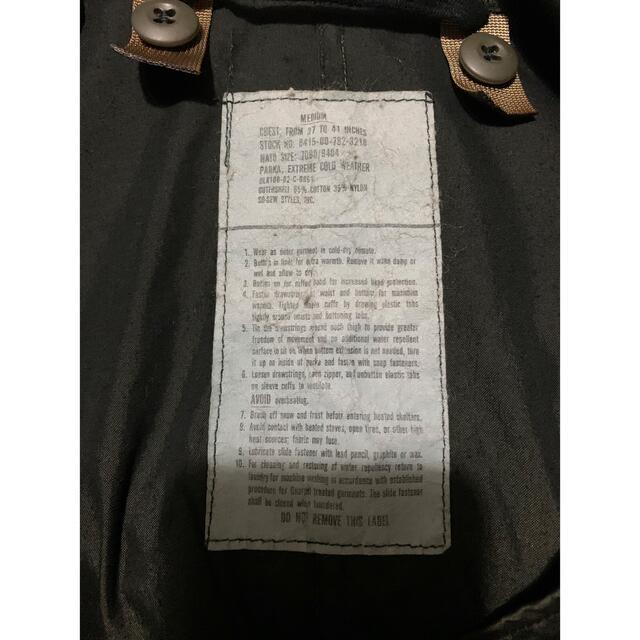 MEDIUM
CHEST: FROM 37 TO 41 INCHES
STOCK NO. 8415-00-782-3218
NATO SIZE: 7080/9404
PARKA, EXTREME COLD WEATHER
OUTERSHELL 65% COTTON 35% NYLON
SO-SEW STYLES, INC.
1. Wear as outer garment in cold-dry climate.
2. Button in liner for extra warmth. Remove it when damp or
wet and allow to dry.
3. Button on fur ruffed hood for increased head protection.
4. Fasten drawstrings at waist and bottom for maximum
warmth. Tighten sleeve cuffs by drawing elastic tabs
tightly around wrists and buttoning tabs.
5. Tie the drawstrings around each thigh to provide greater
freedom of movement and an additional water repellent
surface to sit on. When bottom extension is not needed, turn
it up on inside of parka and fasten with snap fasteners.
6. Loosen drawstrings, open zipper, and unbutton elastic tabs
on sleeve cuffs to ventilate.
AVOID overheating.
7. Brush off snow and frost before entering heated shelters.
8. Avoid contact with heated stoves, open fires, or other high
heat sources; fabric may fuse.
9. Lubricate slide fastener with lead pencil, graphite or wax.
10. For cleaning and restoring of water repellency return to
laundry for machine washing in accordance with established
procedure for Quarpel treated garments. The slide fastener
shall be closed when laundered.
DO NOT REMOVE THIS LABEL